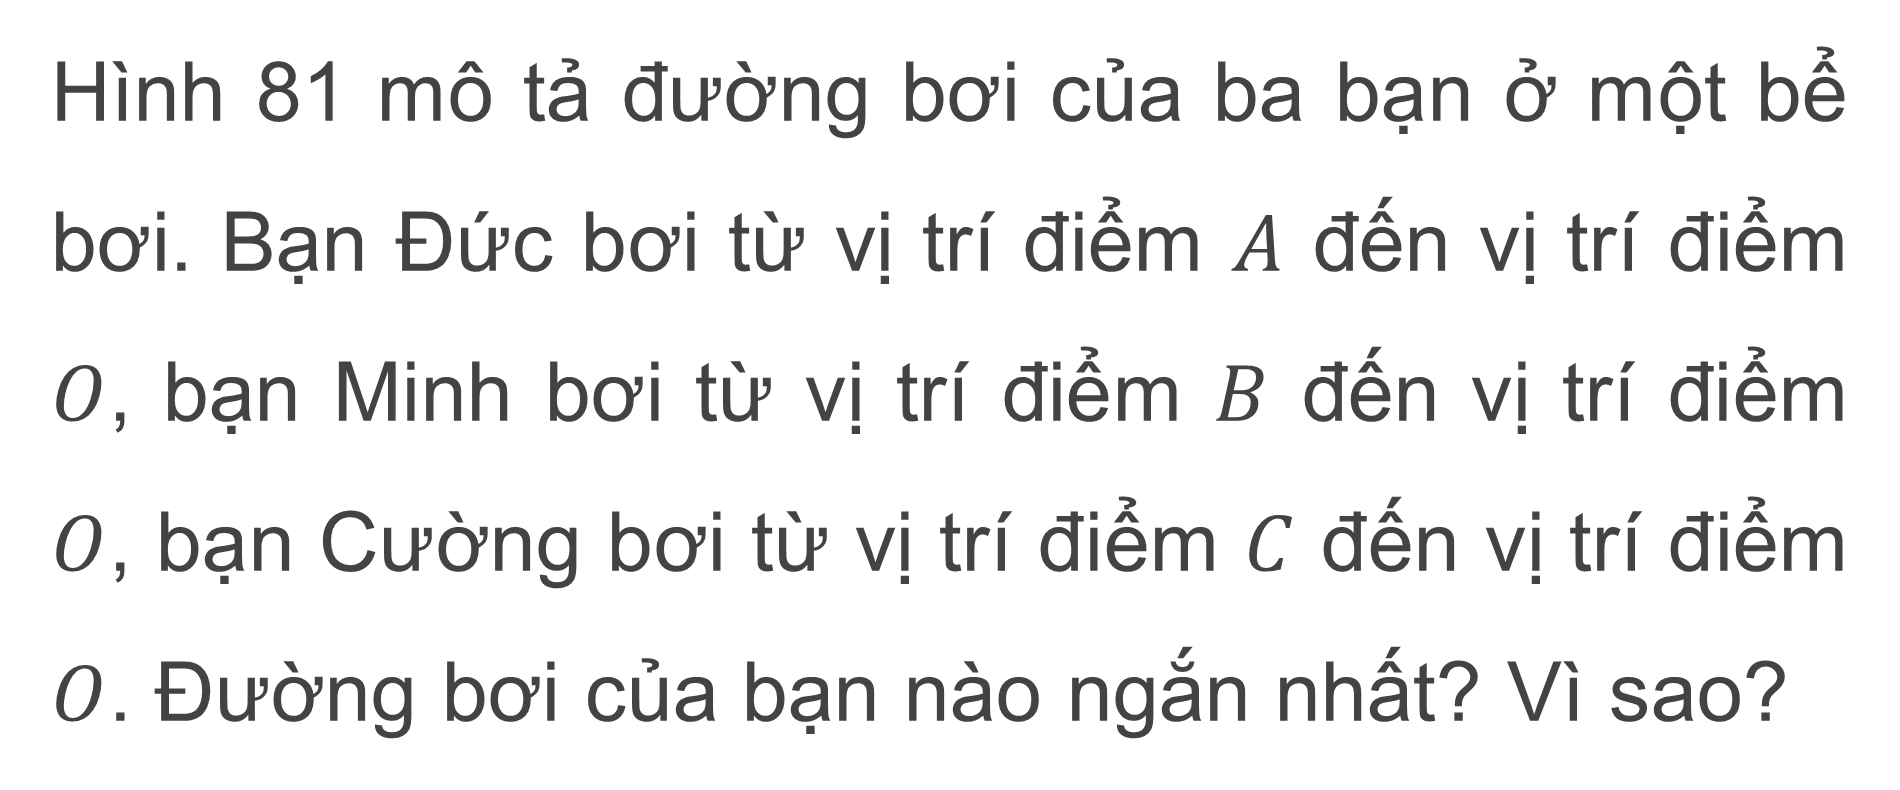 Hình 81 mô tả đường bơi của ba bạn ở một bể
bơi. Bạn Đức bơi từ vị trí điểm A đến vị trí điểm
O, bạn Minh bơi từ vị trí điểm B đến vị trí điểm
O, bạn Cường bơi từ vị trí điểm C đến vị trí điểm
O. Đường bơi của bạn nào ngắn nhất? Vì sao?